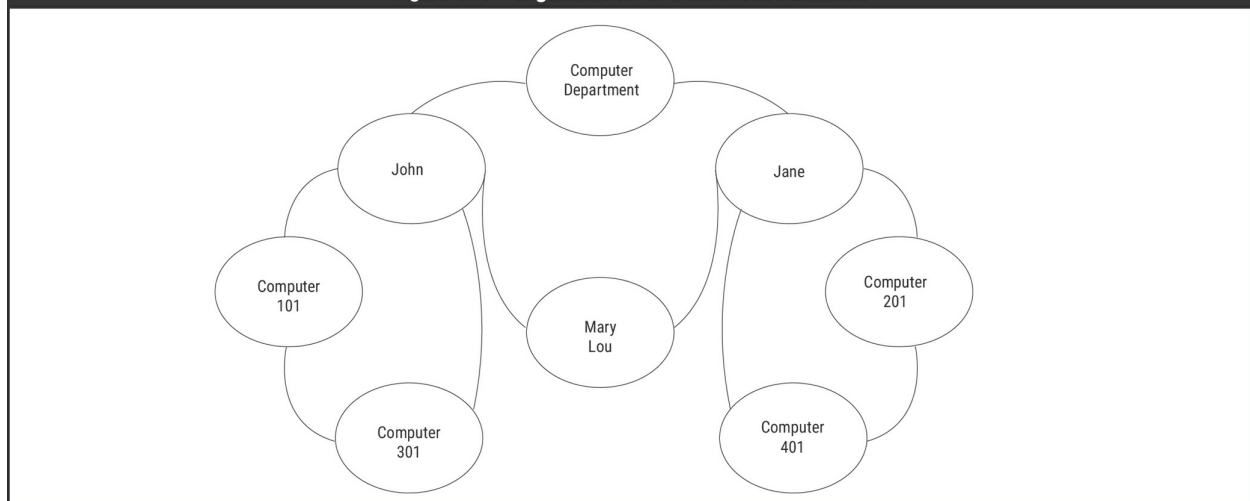 Computer
Department
John
Jane
Computer
101
Computer
201
Mary
Lou
Computer
301
Computer
401